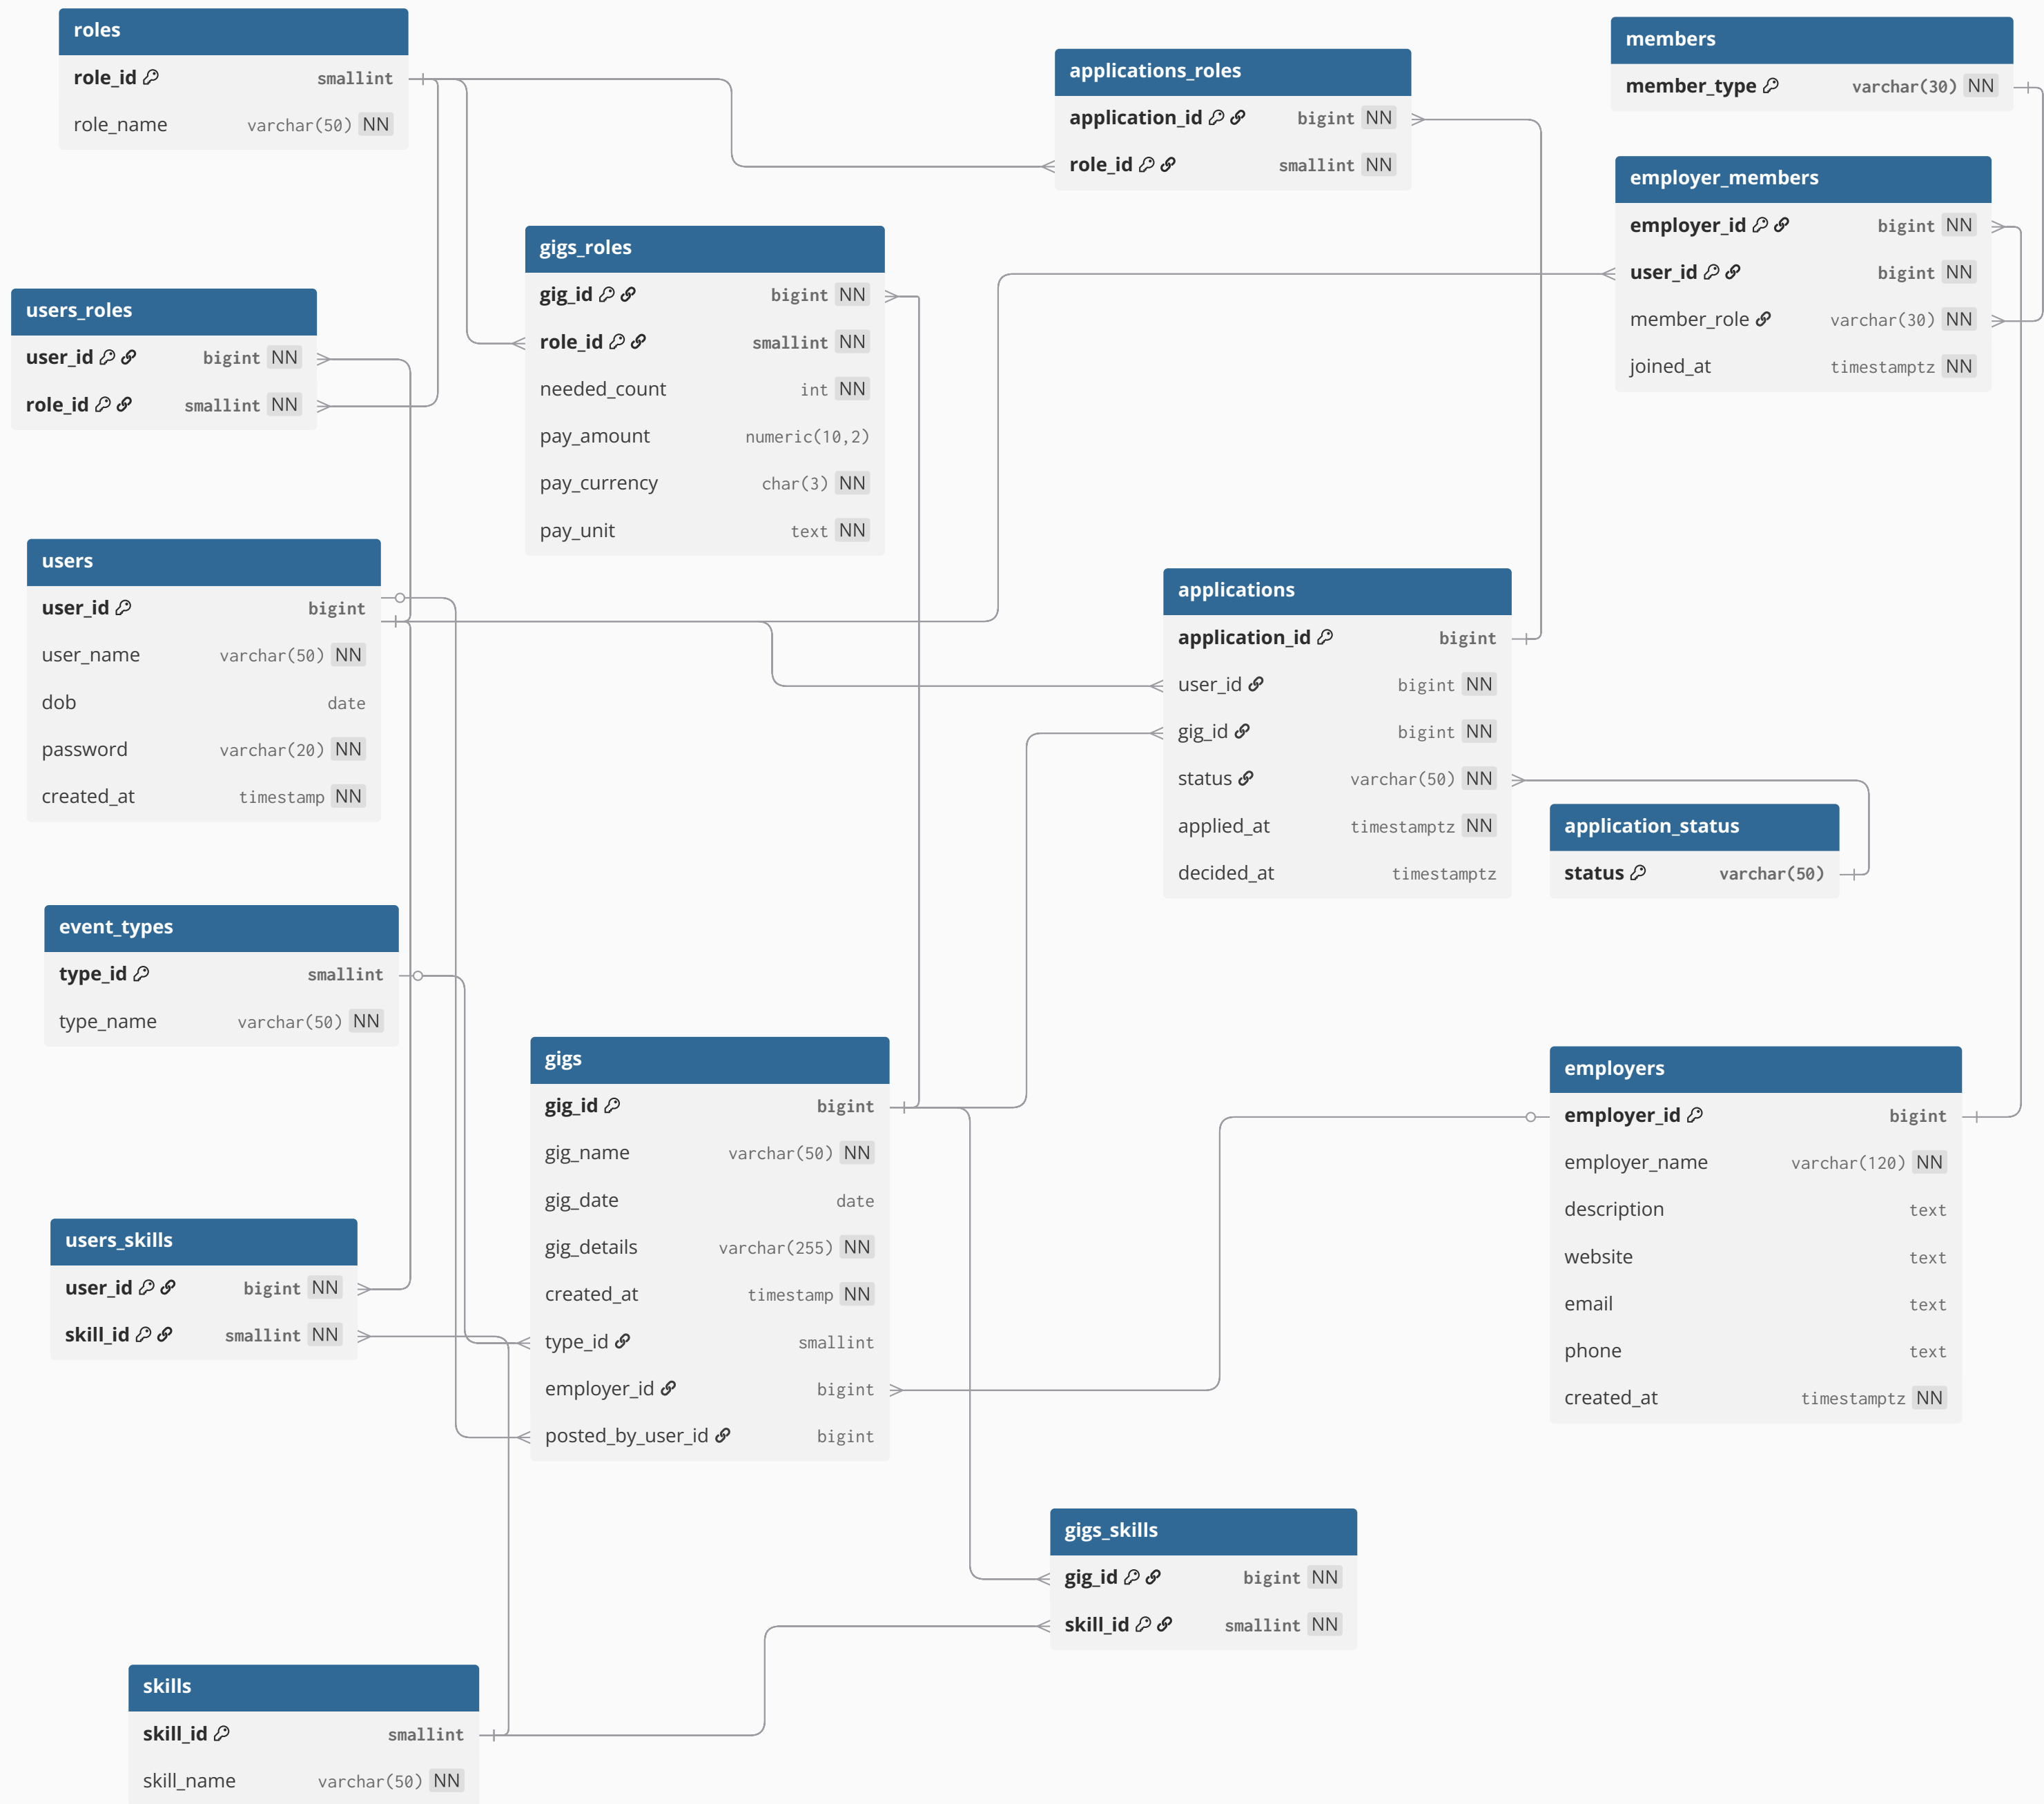 roles
role_id smallint
role_name varchar(50) NN
applications_roles
application_id bigint NN
role_id smallint NN
members
member_type varchar(30) NN
employer_members
employer_id bigint NN
user_id bigint NN
member_role varchar(30) NN
joined_at timestamptz NN
gigs_roles
gig_id bigint NN
role_id smallint NN
needed_count int NN
pay_amount numeric(10,2)
pay_currency char(3) NN
pay_unit text NN
users_roles
user_id bigint NN
role_id smallint NN
users
user_id bigint
user_name varchar(50) NN
dob date
password varchar(20) NN
created_at timestamp NN
applications
application_id bigint
user_id bigint NN
gig_id bigint NN
status varchar(50) NN
applied_at timestamptz NN
decided_at timestamptz
application_status
status varchar(50)
event_types
type_id smallint
type_name varchar(50) NN
gigs
gig_id bigint
gig_name varchar(50) NN
gig_date date
gig_details varchar(255) NN
created_at timestamp NN
type_id smallint
employer_id bigint
posted_by_user_id bigint
employers
employer_id bigint
employer_name varchar(120) NN
description text
website text
email text
phone text
created_at timestamptz NN
users_skills
user_id bigint NN
skill_id smallint NN
gigs_skills
gig_id bigint NN
skill_id smallint NN
skills
skill_id smallint
skill_name varchar(50) NN